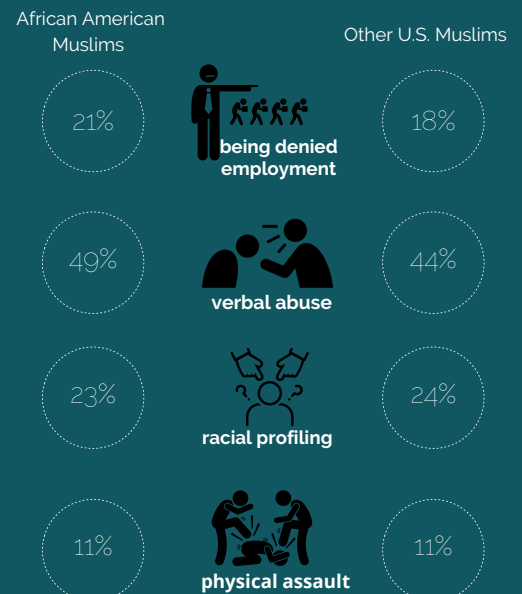 African American
Muslims
Other U.S. Muslims
21%
being denied
employment
18%
49%
verbal abuse
44%
23%
racial profiling
24%
11%
physical assault
11%